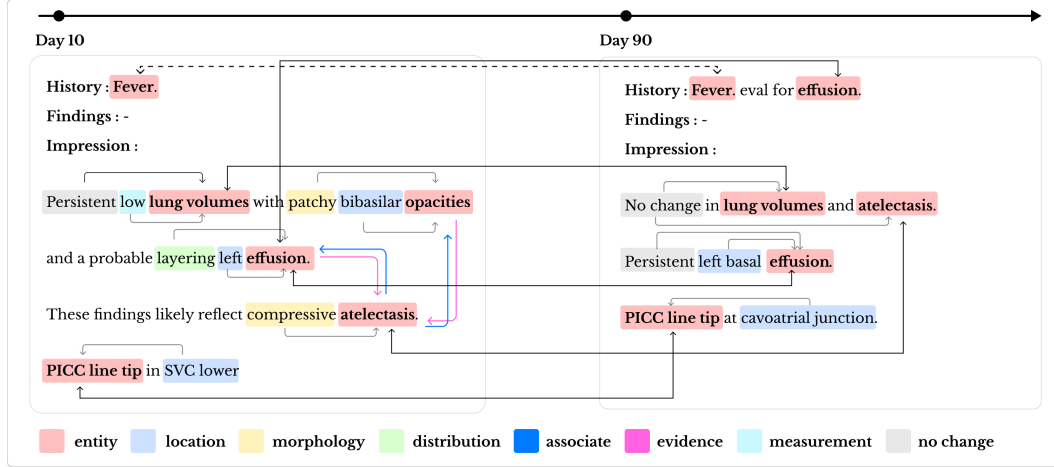 Day 10
Day 90
History : Fever.
Findings : -
Impression :
Persistent low lung volumes with patchy bibasilar opacities
and a probable layering left effusion.
These findings likely reflect compressive atelectasis.
PICC line tip in SVC lower
History : Fever. eval for effusion.
Findings : -
Impression :
No change in lung volumes and atelectasis.
Persistent left basal effusion.
PICC line tip at cavoatrial junction.
entity location morphology distribution associate evidence measurement no change